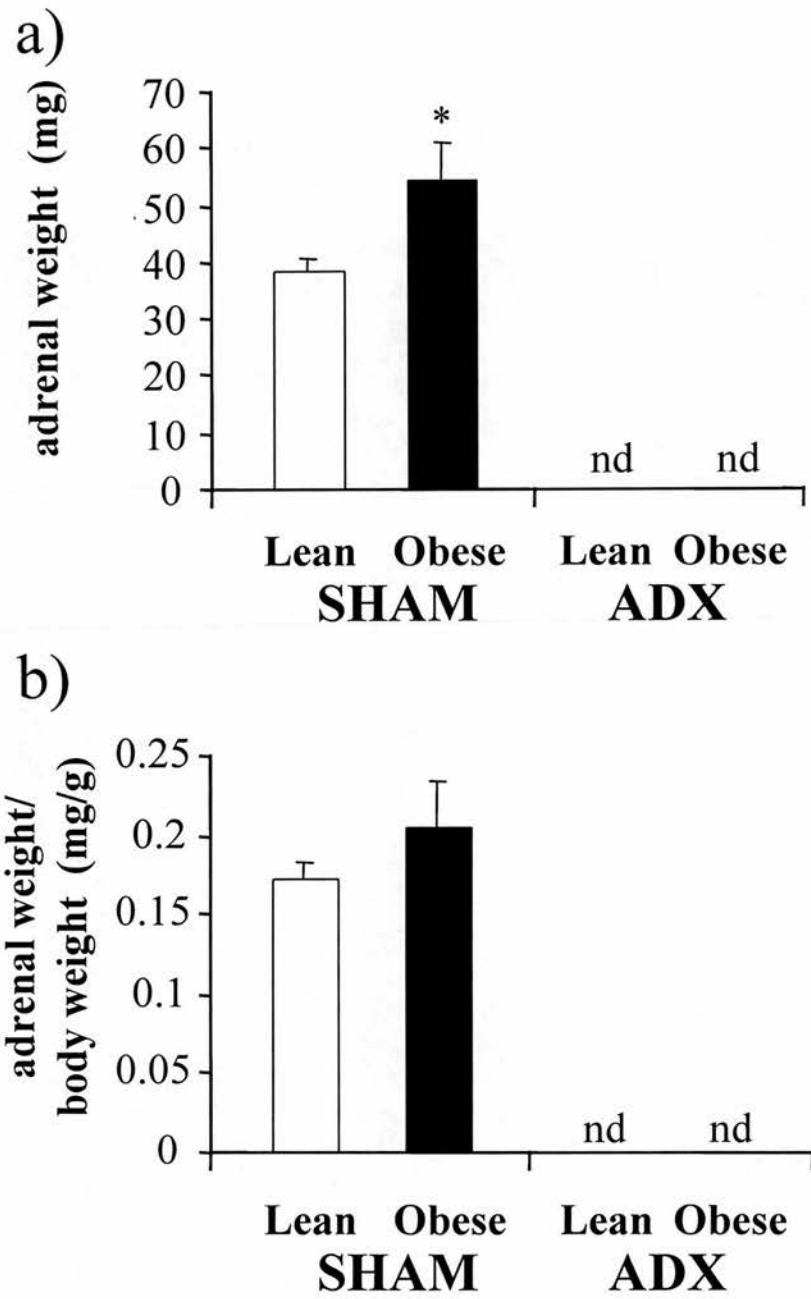 a)
adrenal weight (mg)
70
60
50
40
30
20
10
0
*
nd nd
Lean Obese Lean Obese
SHAM ADX
b)
adrenal weight/
body weight (mg/g)
0.25
0.2
0.15
0.1
0.05
0
nd nd
Lean Obese Lean Obese
SHAM ADX